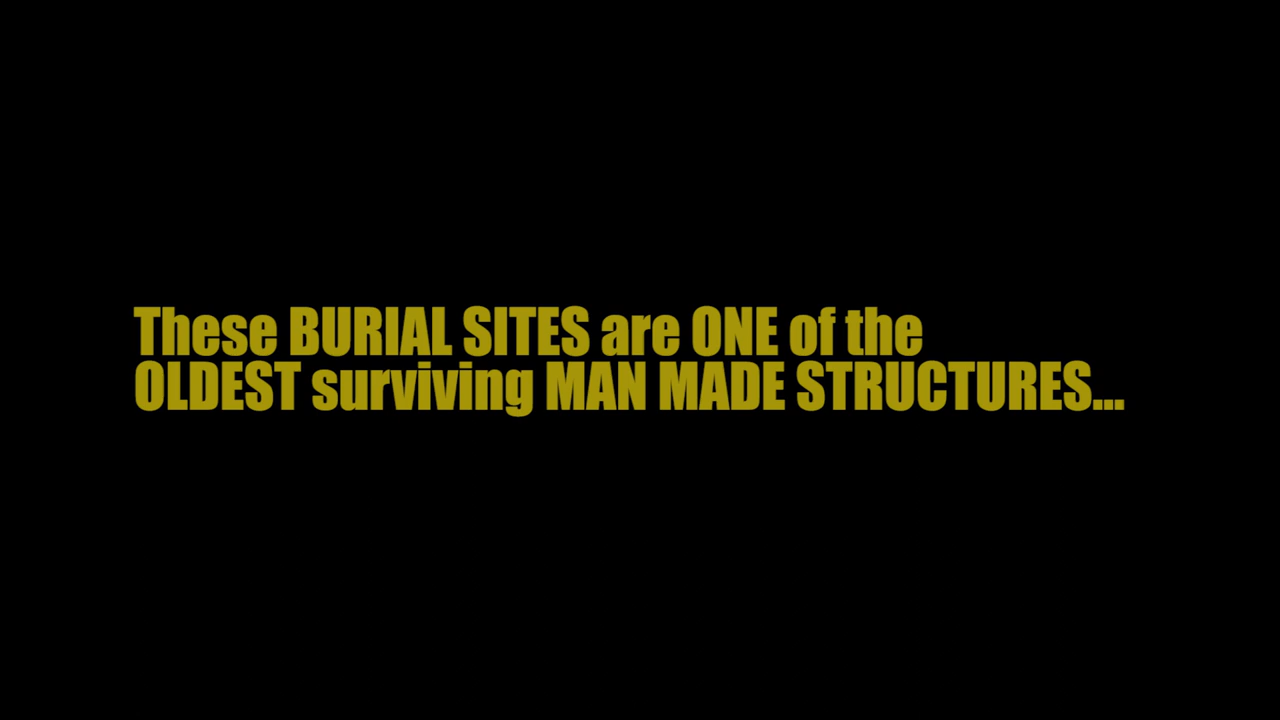 These BURIAL SITES are ONE of the
OLDEST surviving MAN MADE STRUCTURES...